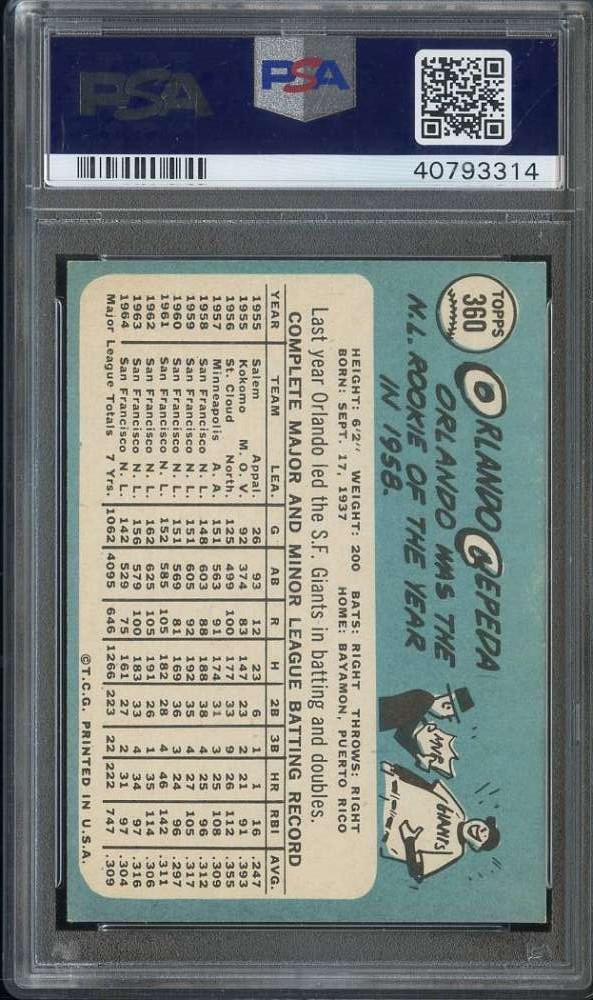 PSA
PSA
40793314
TOPPS
360
ORLANDO CEPEDA
ORLANDO WAS THE
N.L. ROOKIE OF THE YEAR
IN 1958.
"MVR"
GIANTS
HEIGHT: 6'2" WEIGHT: 200 BATS: RIGHT THROWS: RIGHT
BORN: SEPT. 17, 1937 HOME: BAYAMON, PUERTO RICO
Last year Orlando led the S.F. Giants in batting and doubles.
COMPLETE MAJOR AND MINOR LEAGUE BATTING RECORD
YEAR TEAM LEA. G AB R H 2B 3B HR RBI AVG.
1955 Salem Appal. 26 93 12 23 6 1 1 16 .247
1955 Kokomo M. O. V. 92 374 83 147 23 2 21 91 .393
1956 St. Cloud North. 125 499 100 177 33 9 26 112 .355
1957 Minneapolis A. A. 151 563 91 174 31 3 25 108 .309
1958 San Francisco N. L. 148 603 88 188 38 4 25 96 .312
1959 San Francisco N. L. 151 605 92 192 35 4 27 105 .317
1960 San Francisco N. L. 151 569 81 169 36 3 24 96 .297
1961 San Francisco N. L. 152 585 105 182 28 4 46 142 .311
1962 San Francisco N. L. 162 625 105 191 26 1 35 114 .306
1963 San Francisco N. L. 156 579 100 183 33 4 34 97 .316
1964 San Francisco N. L. 142 529 75 161 27 2 31 97 .304
Major League Totals 7 Yrs. 1062 4095 646 1266 223 22 222 747 .309
©T.C.G. PRINTED IN U.S.A.